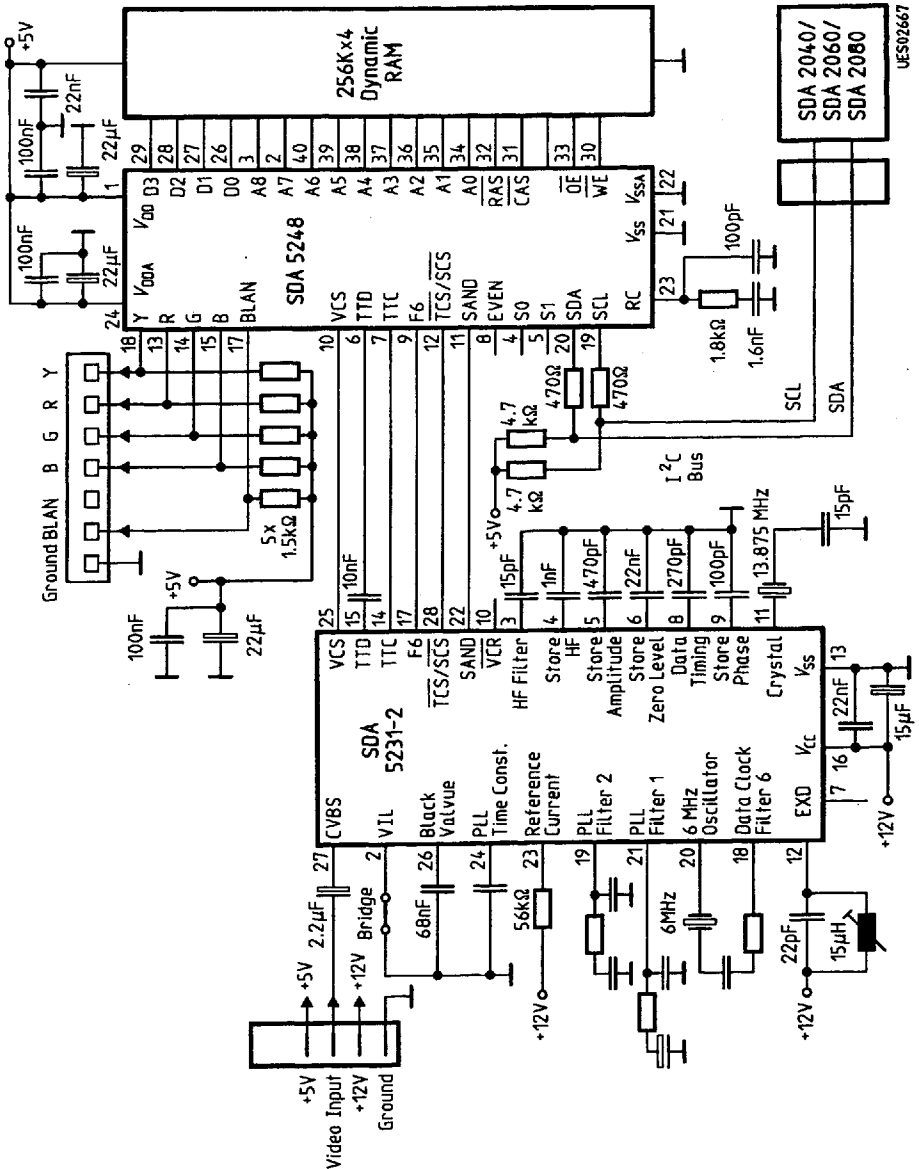 +5V
Video Input
+12V
Ground
+5V
+12V
2.2µF
Bridge
68nF
56kΩ
+12V
6MHz
22pF
15µH
+12V
27
2
26
24
23
19
21
20
18
12
SDA
5231-2
CVBS
VIL
Black
Valvue
PLL
Time Const.
Reference
Current
PLL
Filter 2
PLL
Filter 1
6 MHz
Oscillator
Data Clock
Filter 6
EXD
VCC
VSS
7
16
13
+12V
22nF
15µF
VCS
TTD
TTC
F6
TCS/SCS
SAND
VCR
HF Filter
Store
HF
Store
Amplitude
Store
Zero Level
Data
Timing
Store
Phase
Crystal
25
15
14
17
28
22
10
3
4
5
6
8
9
11
10nF
15pF
1nF
470pF
22nF
270pF
100pF
13.875 MHz
15pF
100nF
22µF
+5V
Ground
BLAN
B
G
R
Y
5x
1.5kΩ
+5V
4.7
kΩ
4.7
kΩ
470Ω
470Ω
I²C
Bus
SCL
SDA
24
18
13
14
15
17
10
6
7
9
12
11
8
4
5
20
19
SDA 5248
VDDA
VDD
Y
R
G
B
BLAN
VCS
TTD
TTC
F6
TCS/SCS
SAND
EVEN
S0
S1
SDA
SCL
RC
VSS
VSSA
23
21
22
1.8kΩ
1.6nF
100pF
D3
D2
D1
D0
A8
A7
A6
A5
A4
A3
A2
A1
A0
RAS
CAS
OE
WE
1
29
28
27
26
3
2
40
39
38
37
36
35
34
32
31
33
30
100nF
22µF
100nF
22µF
22nF
+5V
256Kx4
Dynamic
RAM
SDA 2040/
SDA 2060/
SDA 2080
UES02667